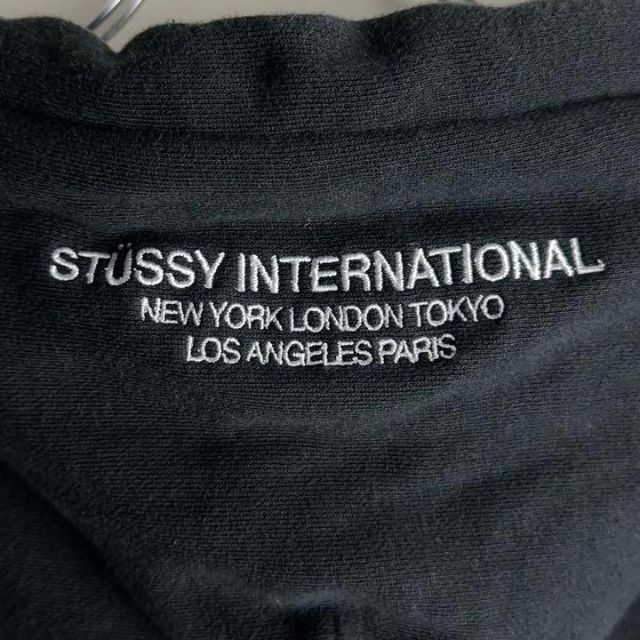 STÜSSY INTERNATIONAL
NEW YORK LONDON TOKYO
LOS ANGELES PARIS